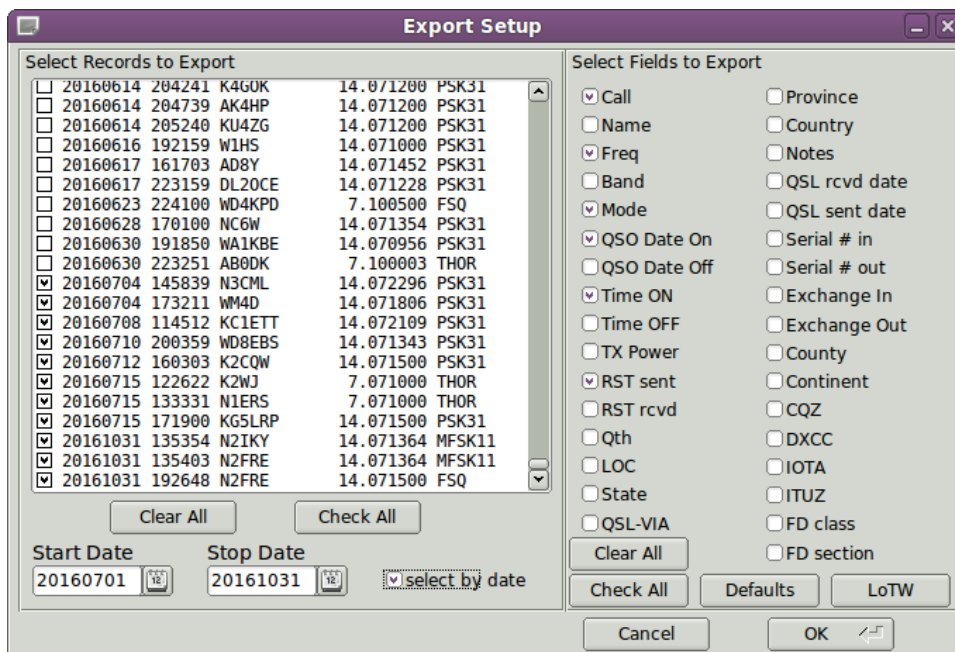 Export Setup
Select Records to Export
20160614 204241 K4GOK 14.071200 PSK31
20160614 204739 AK4HP 14.071200 PSK31
20160614 205240 KU4ZG 14.071200 PSK31
20160616 192159 W1HS 14.071000 PSK31
20160617 161703 AD8Y 14.071452 PSK31
20160617 223159 DL2OCE 14.071228 PSK31
20160623 224100 WD4KPD 7.100500 FSQ
20160628 170100 NC6W 14.071354 PSK31
20160630 191850 WA1KBE 14.070956 PSK31
20160630 223251 AB0DK 7.100003 THOR
20160704 145839 N3CML 14.072296 PSK31
20160704 173211 WM4D 14.071806 PSK31
20160708 114512 KC1ETT 14.072109 PSK31
20160710 200359 WD8EBS 14.071343 PSK31
20160712 160303 K2CQW 14.071500 PSK31
20160715 122622 K2WJ 7.071000 THOR
20160715 133331 N1ERS 7.071000 THOR
20160715 171900 KG5LRP 14.071500 PSK31
20161031 135354 N2IKY 14.071364 MFSK11
20161031 135403 N2FRE 14.071364 MFSK11
20161031 192648 N2FRE 14.071500 FSQ
Clear All Check All
Start Date Stop Date
20160701 12 20161031 12 select by date
Select Fields to Export
Call Province
Name Country
Freq Notes
Band QSL rcvd date
Mode QSL sent date
QSO Date On Serial # in
QSO Date Off Serial # out
Time ON Exchange In
Time OFF Exchange Out
TX Power County
RST sent Continent
RST rcvd CQZ
Qth DXCC
LOC IOTA
State ITUZ
QSL-VIA FD class
Clear All FD section
Check All Defaults LoTW
Cancel OK